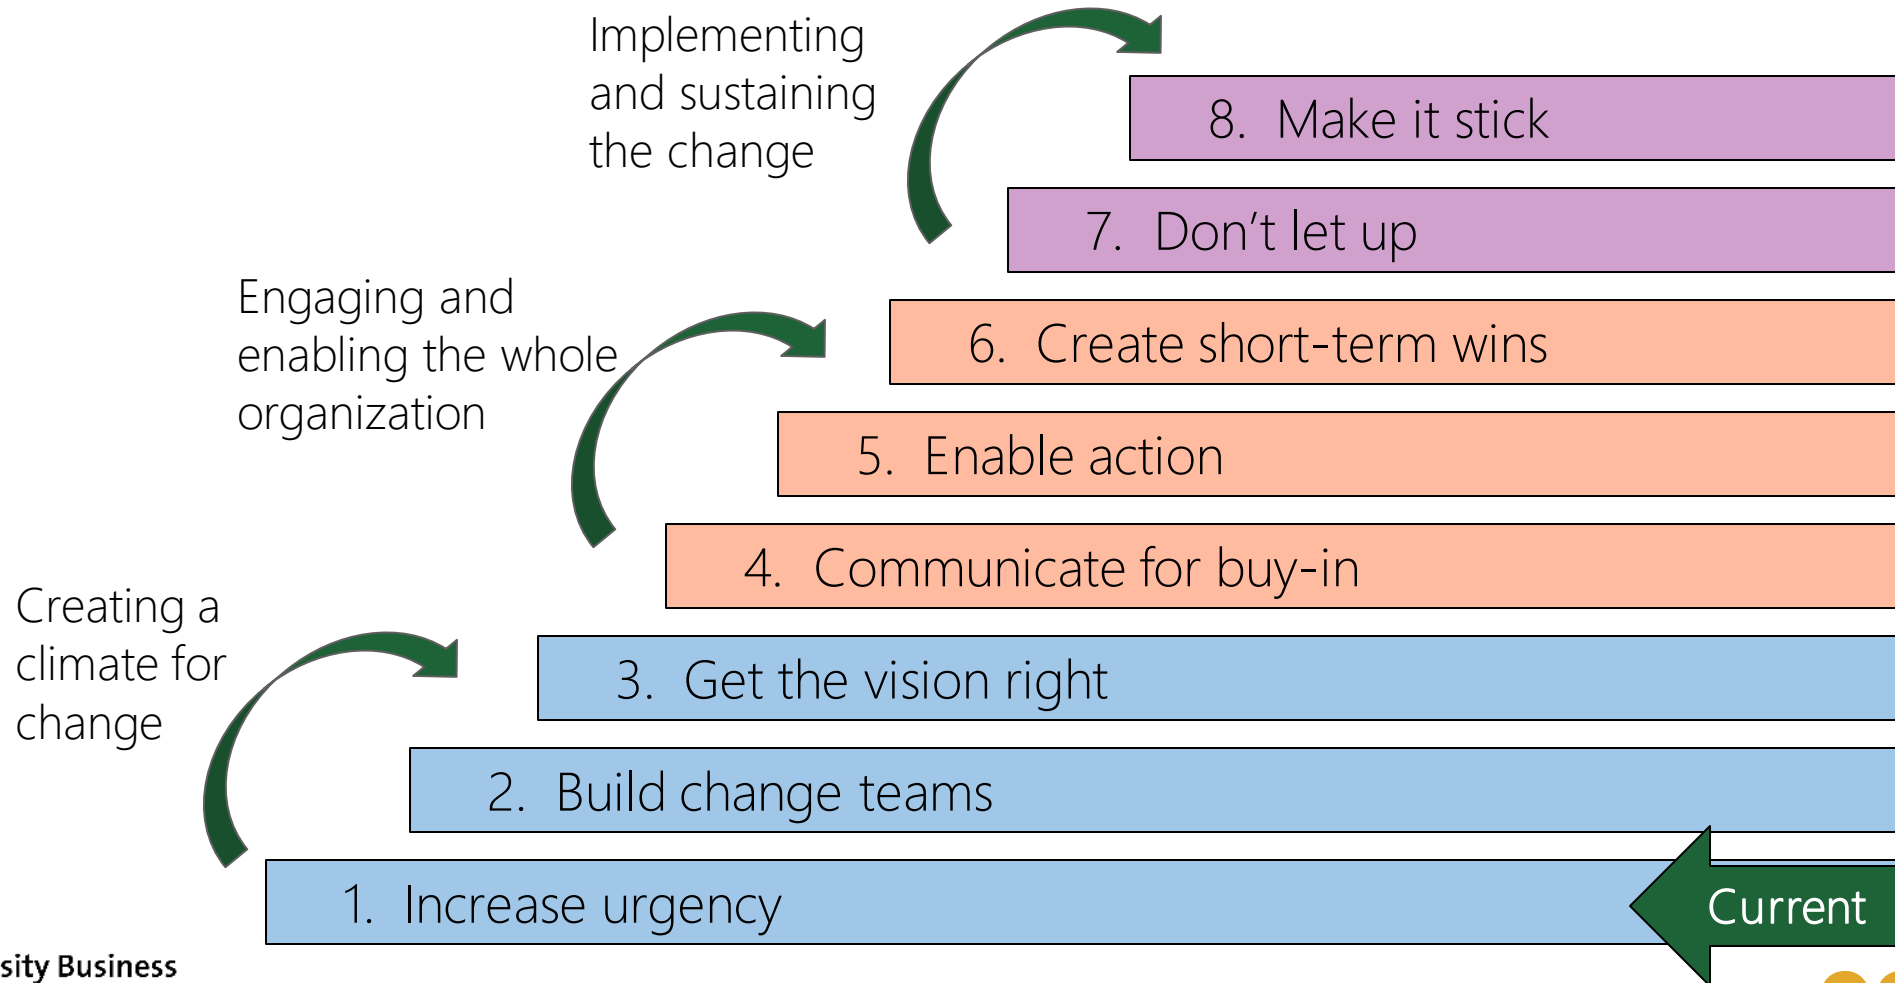 Implementing
and sustaining
the change
8. Make it stick
7. Don't let up
Engaging and
enabling the whole
organization
6. Create short-term wins
5. Enable action
4. Communicate for buy-in
Creating a
climate for
change
3. Get the vision right
2. Build change teams
1. Increase urgency
Current
sity Business